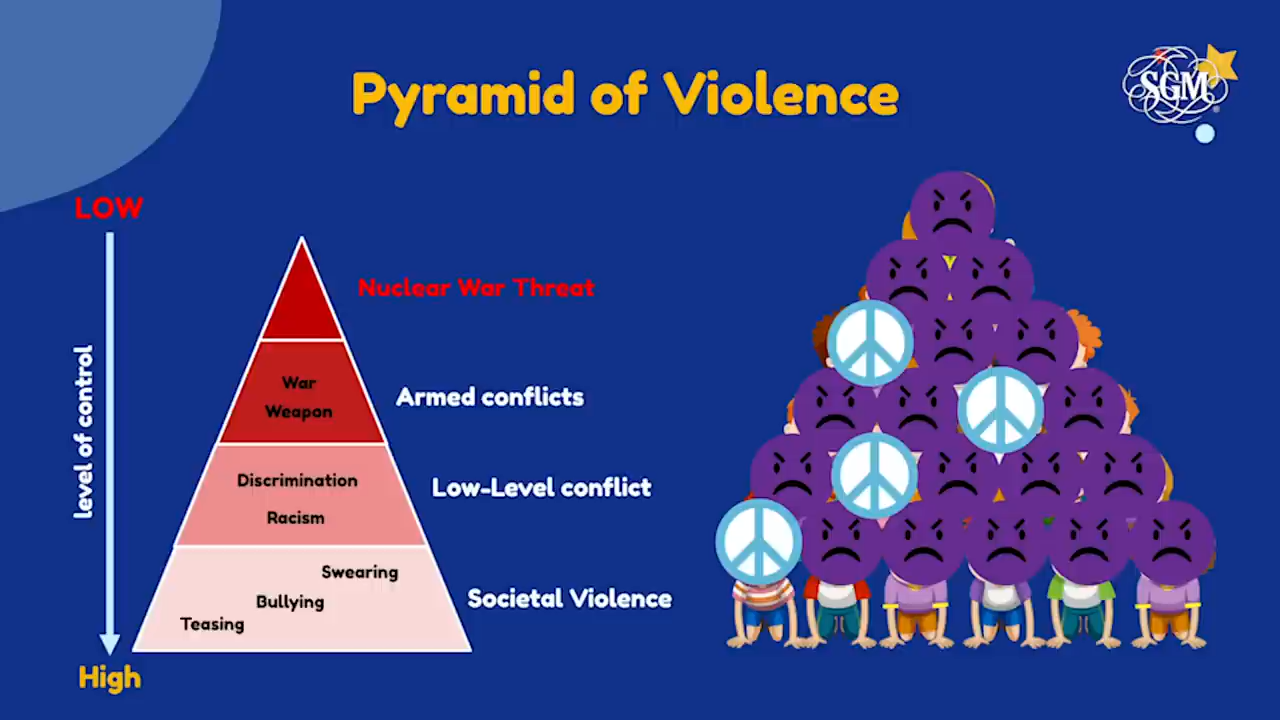 Pyramid of Violence
SGM
LOW
level of control
High
Nuclear War Threat
War
Weapon
Armed conflicts
Discrimination
Racism
Low-Level conflict
Swearing
Bullying
Teasing
Societal Violence